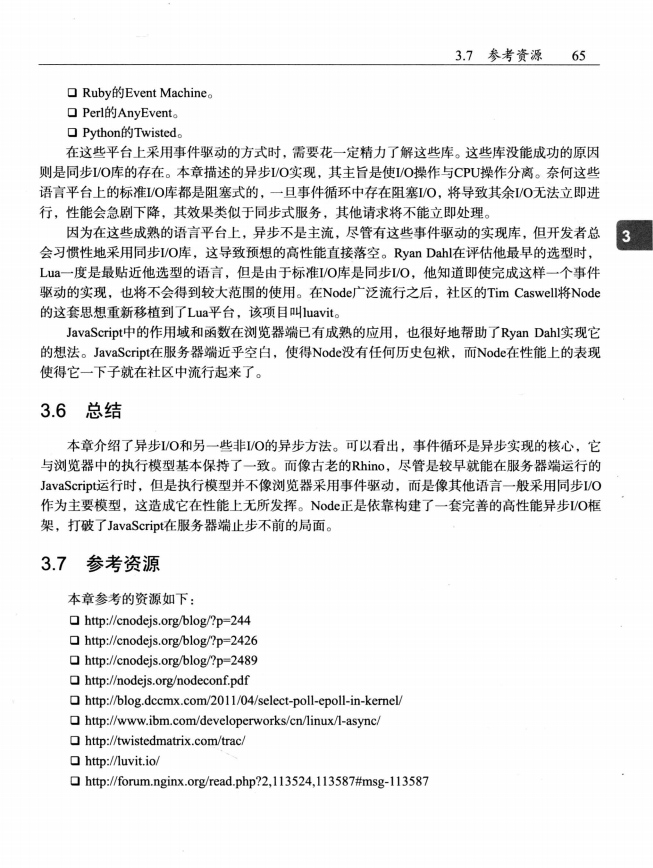 3.7 参考资源 65
❑ Ruby的Event Machine。
❑ Perl的AnyEvent。
❑ Python的Twisted。
在这些平台上采用事件驱动的方式时，需要花一定精力了解这些库。这些库没能成功的原因
则是同步I/O库的存在。本章描述的异步I/O实现，其主旨是使I/O操作与CPU操作分离。奈何这些
语言平台上的标准I/O库都是阻塞式的，一旦事件循环中存在阻塞I/O，将导致其余I/O无法立即进
行，性能会急剧下降，其效果类似于同步式服务，其他请求将不能立即处理。
因为在这些成熟的语言平台上，异步不是主流，尽管有这些事件驱动的实现库，但开发者总
会习惯性地采用同步I/O库，这导致预想的高性能直接落空。Ryan Dahl在评估他最早的选型时，
3
Lua一度是最贴近他选型的语言，但是由于标准I/O库是同步I/O，他知道即使完成这样一个事件
驱动的实现，也将不会得到较大范围的使用。在Node广泛流行之后，社区的Tim Caswell将Node
的这套思想重新移植到了Lua平台，该项目叫luavit。
JavaScript中的作用域和函数在浏览器端已有成熟的应用，也很好地帮助了Ryan Dahl实现它
的想法。JavaScript在服务器端近乎空白，使得Node没有任何历史包袱，而Node在性能上的表现
使得它一下子就在社区中流行起来了。
3.6 总结
本章介绍了异步I/O和另一些非I/O的异步方法。可以看出，事件循环是异步实现的核心，它
与浏览器中的执行模型基本保持了一致。而像古老的Rhino，尽管是较早就能在服务器端运行的
JavaScript运行时，但是执行模型并不像浏览器采用事件驱动，而是像其他语言一般采用同步I/O
作为主要模型，这造成它在性能上无所发挥。Node正是依靠构建了一套完善的高性能异步I/O框
架，打破了JavaScript在服务器端止步不前的局面。
3.7 参考资源
本章参考的资源如下：
❑ http://cnodejs.org/blog/?p=244
❑ http://cnodejs.org/blog/?p=2426
❑ http://cnodejs.org/blog/?p=2489
❑ http://nodejs.org/nodeconf.pdf
❑ http://blog.dccmx.com/2011/04/select-poll-epoll-in-kernel/
❑ http://www.ibm.com/developerworks/cn/linux/l-async/
❑ http://twistedmatrix.com/trac/
❑ http://luvit.io/
❑ http://forum.nginx.org/read.php?2,113524,113587#msg-113587